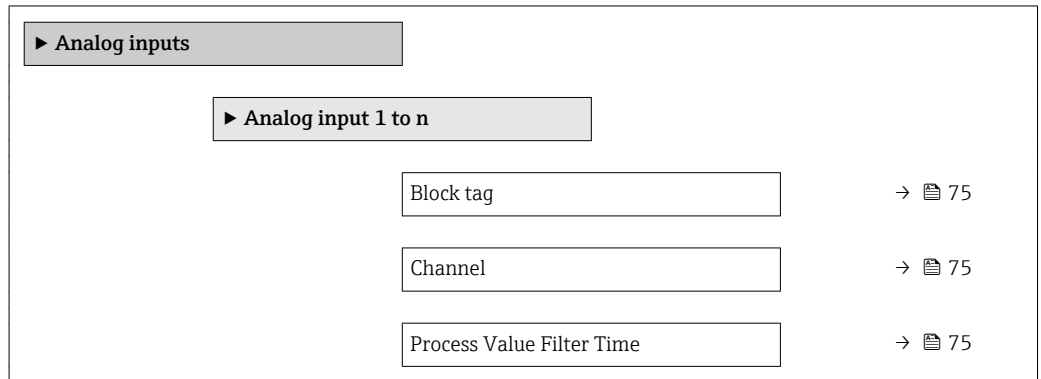 ▶ Analog inputs
▶ Analog input 1 to n
Block tag → 75
Channel → 75
Process Value Filter Time → 75